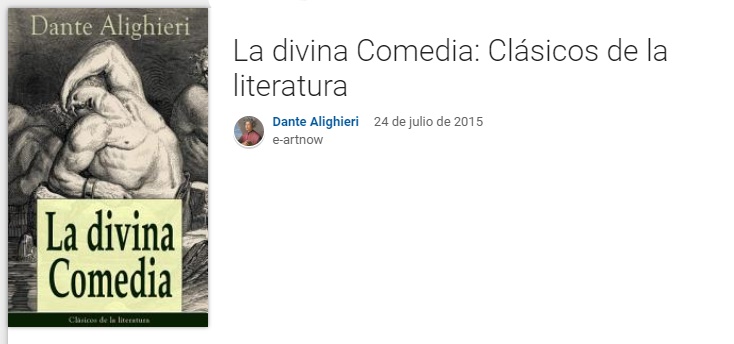 Dante Alighieri
La divina
Comedia
Clásicos de la literatura
La divina Comedia: Clásicos de la
literatura
Dante Alighieri 24 de julio de 2015
e-artnow